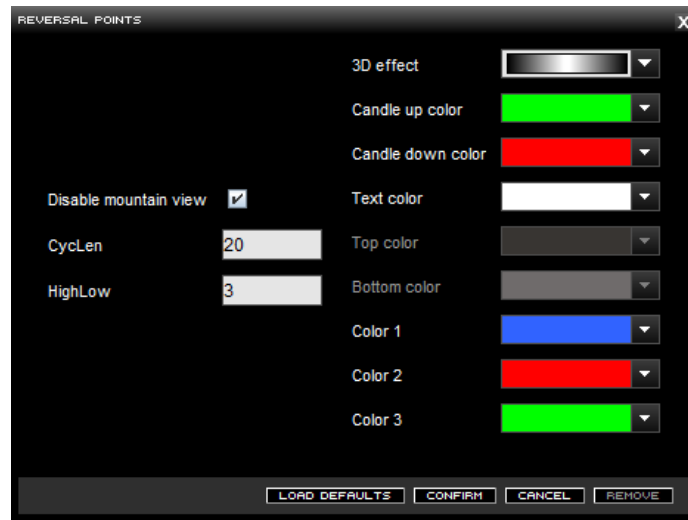 REVERSAL POINTS X
3D effect
Candle up color
Candle down color
Disable mountain view
Text color
CycLen 20
Top color
HighLow 3
Bottom color
Color 1
Color 2
Color 3
LOAD DEFAULTS CONFIRM CANCEL REMOVE